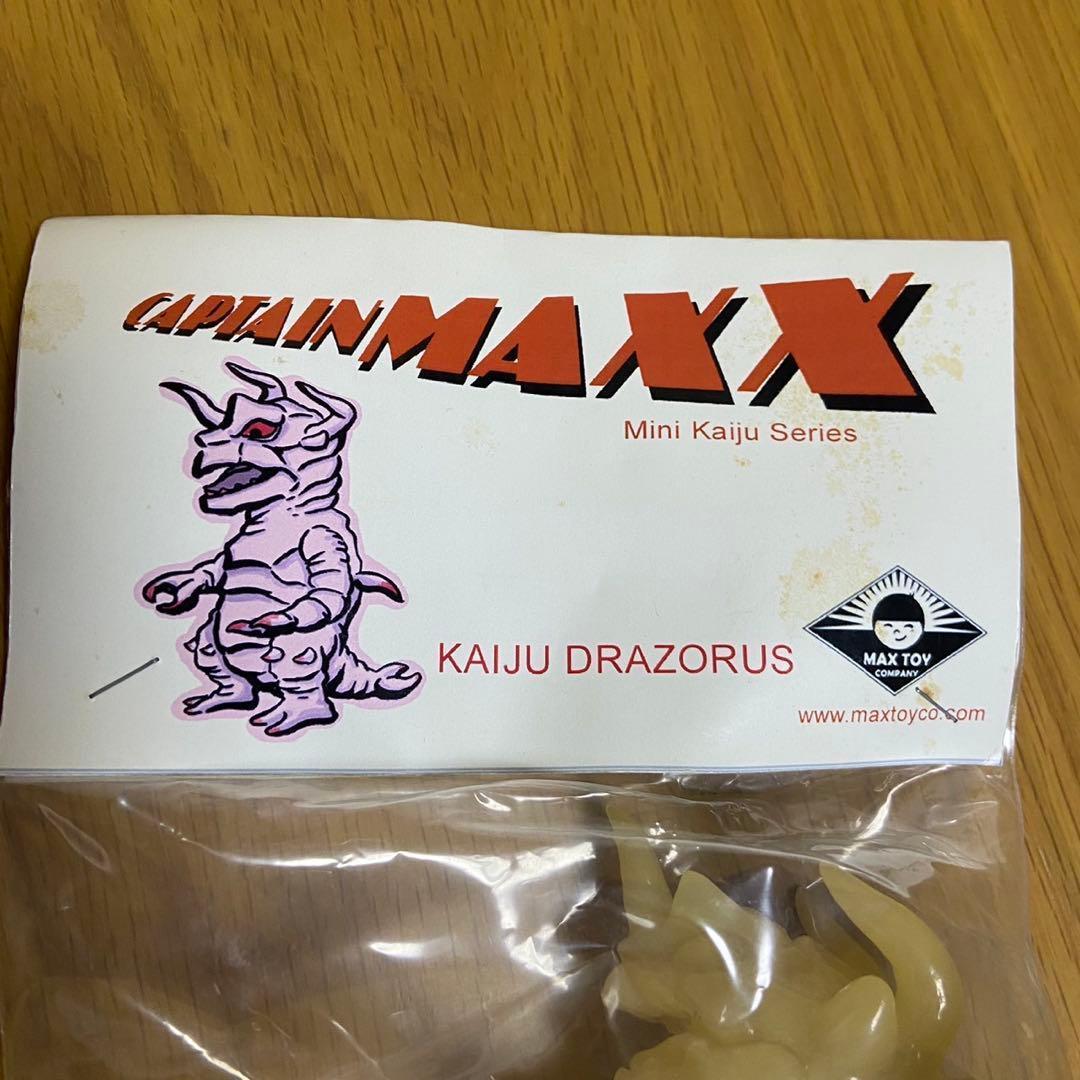 CAPTAIN MAXX
Mini Kaiju Series
KAIJU DRAZORUS
MAX TOY
COMPANY
www.maxtoyco.com